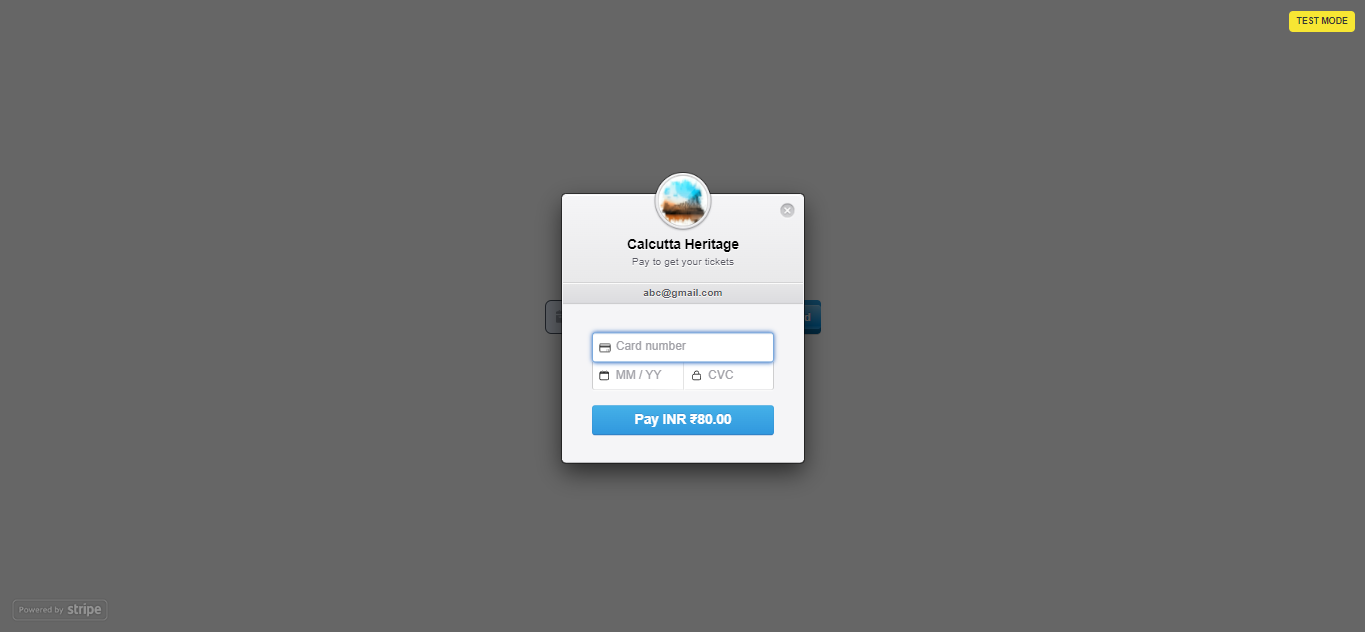 TEST MODE
Calcutta Heritage
Pay to get your tickets
abc@gmail.com
d
Card number
MM / YY
CVC
Pay INR ₹80.00
Powered by stripe